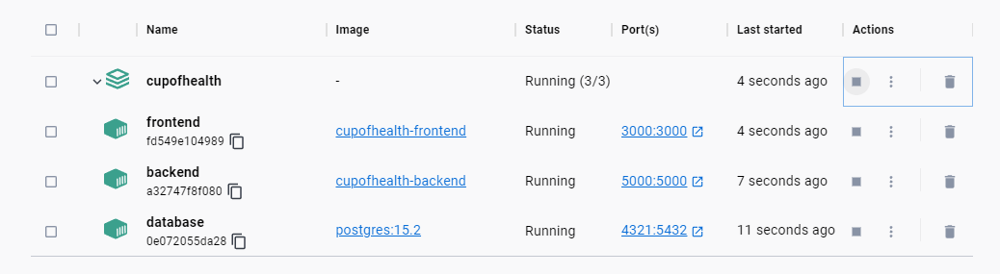 Name Image Status Port(s) Last started Actions
cupofhealth - Running (3/3) 4 seconds ago
frontend
fd549e104989 cupofhealth-frontend Running 3000:3000 4 seconds ago
backend
a32747f8f080 cupofhealth-backend Running 5000:5000 7 seconds ago
database
0e072055da28 postgres:15.2 Running 4321:5432 11 seconds ago